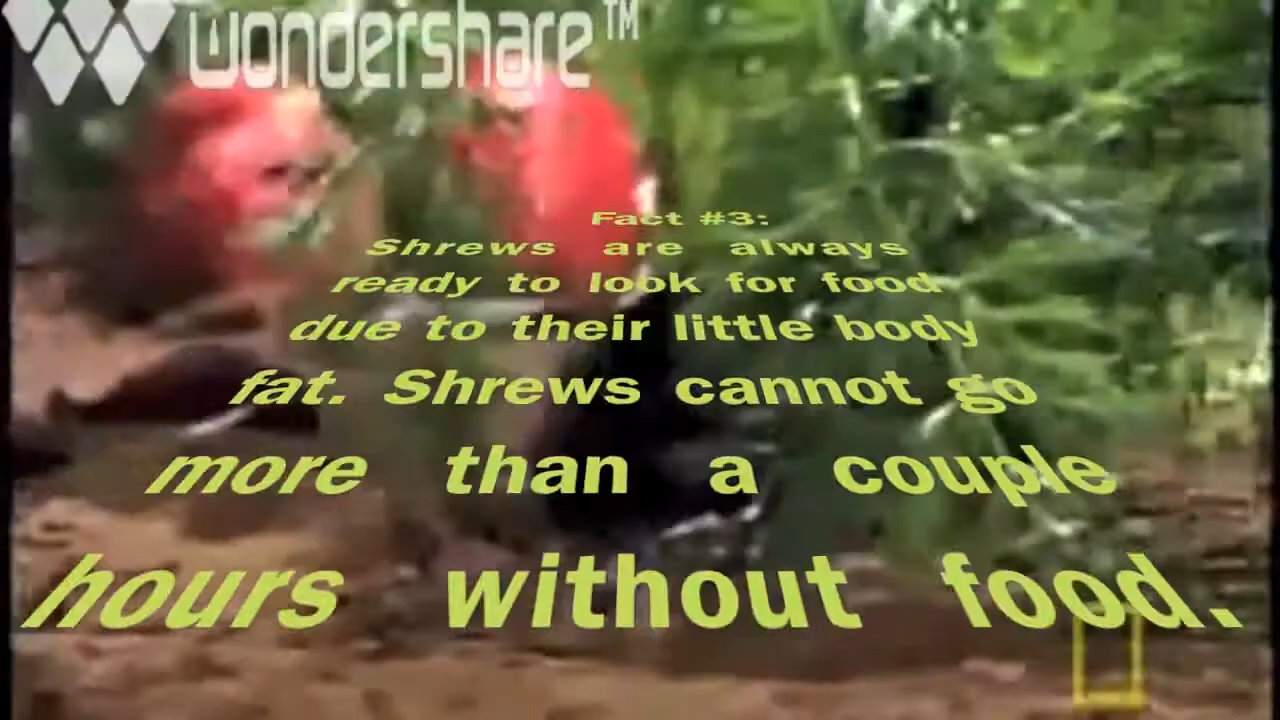 wondershare™
Fact #3:
Shrews are always
ready to look for food
due to their little body
fat. Shrews cannot go
more than a couple
hours without food.